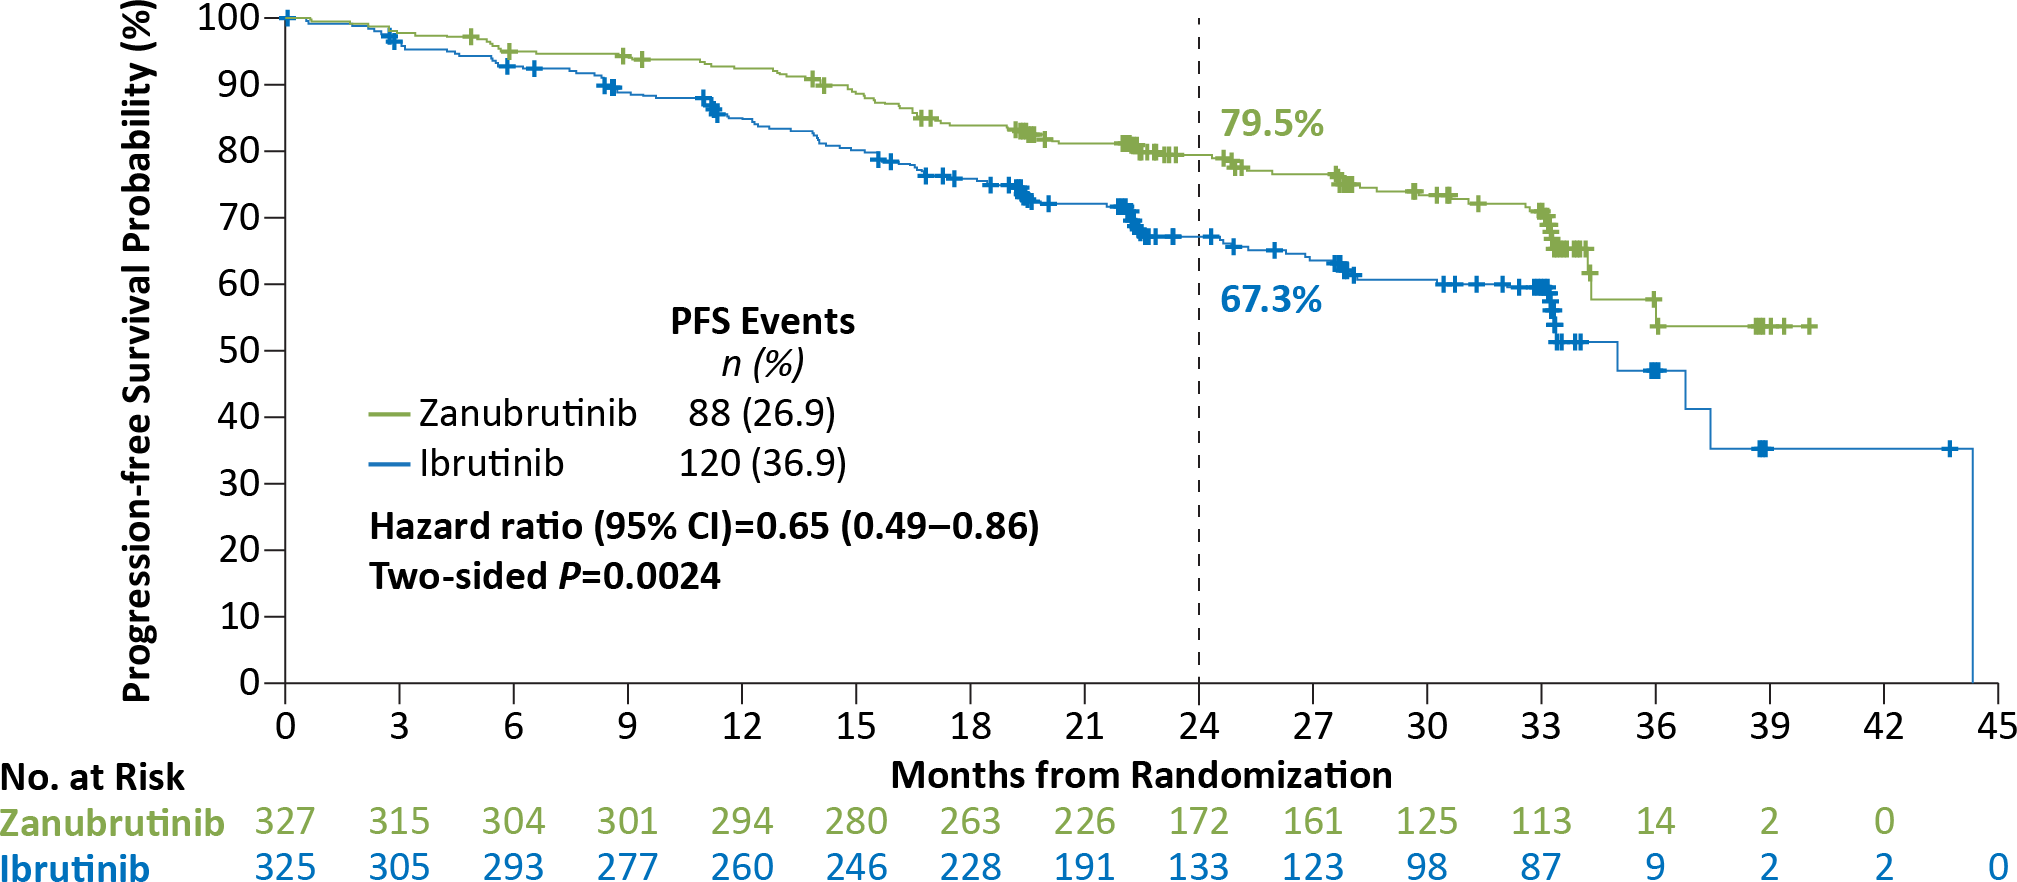 Progression-free Survival Probability (%)
100
90
80
70
60
50
40
30
20
10
0
79.5%
67.3%
PFS Events
n (%)
Zanubrutinib 88 (26.9)
Ibrutinib 120 (36.9)
Hazard ratio (95% CI)=0.65 (0.49–0.86)
Two-sided P=0.0024
0 3 6 9 12 15 18 21 24 27 30 33 36 39 42 45
Months from Randomization
No. at Risk
Zanubrutinib 327 315 304 301 294 280 263 226 172 161 125 113 14 2 0
Ibrutinib 325 305 293 277 260 246 228 191 133 123 98 87 9 2 2 0